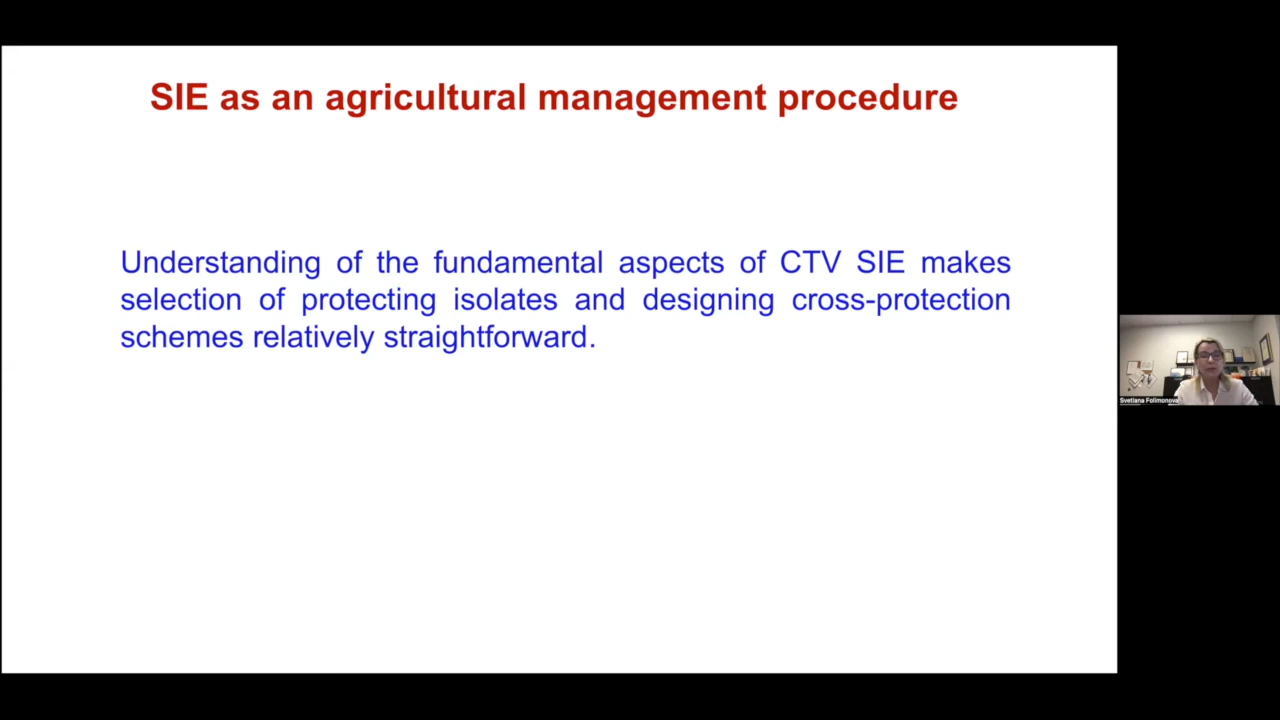 SIE as an agricultural management procedure
Understanding of the fundamental aspects of CTV SIE makes
selection of protecting isolates and designing cross-protection
schemes relatively straightforward.
Svetlana Folimonova